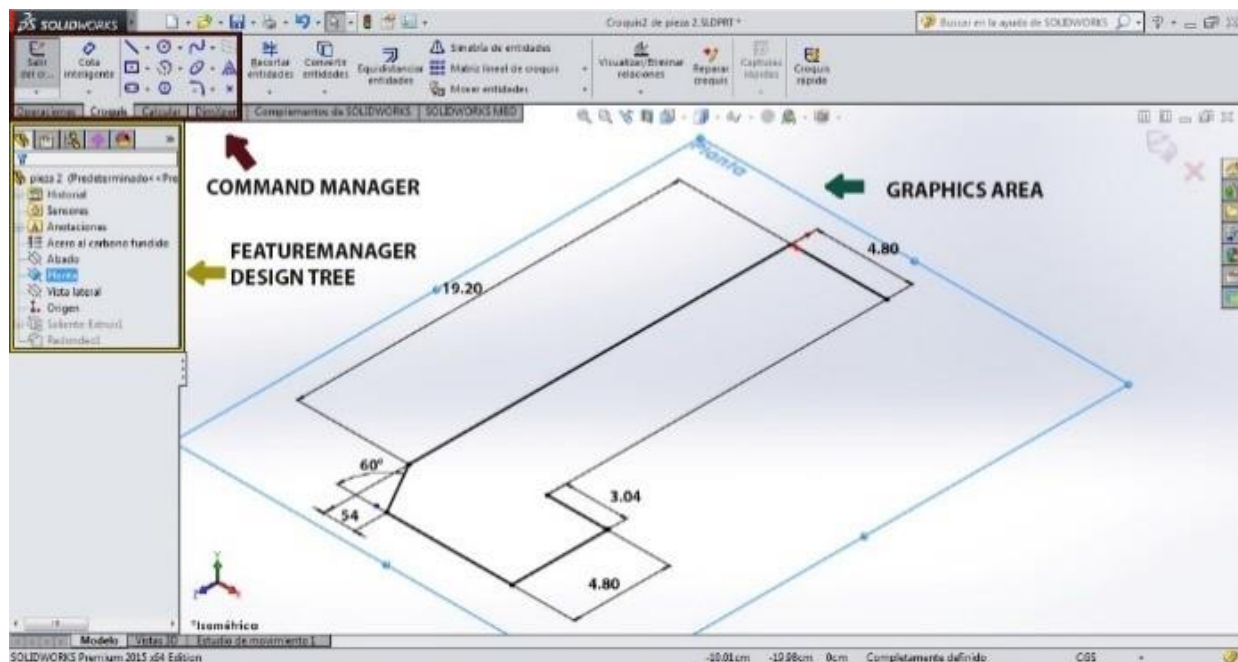 SOLIDWORKS
Croquis2 de pieza 2.SLDPRT *
Buscar en la ayuda de SOLIDWORKS
Salir del cr...
Cota inteligente
Recortar entidades
Convertir entidades
Equidistanciar entidades
Simetría de entidades
Matriz lineal de croquis
Mover entidades
Visualizar/Eliminar relaciones
Reparar croquis
Capturas rápidas
Croquis rápido
Operaciones Croquis Calcular DimXpert Complementos de SOLIDWORKS SOLIDWORKS MBD
pieza 2 (Predeterminado<<Pre
Historial
Sensores
Anotaciones
Acero al carbono fundido
Alzado
Planta
Vista lateral
Origen
Saliente-Extruir1
Redondeo1
COMMAND MANAGER
FEATUREMANAGER
DESIGN TREE
GRAPHICS AREA
Planta
4.80
19.20
60°
54
3.04
4.80
*Isométrica
Modelo Vistas 3D Estudio de movimiento 1
SOLIDWORKS Premium 2015 x64 Edition -10.01cm -19.98cm 0cm Completamente definido CGS